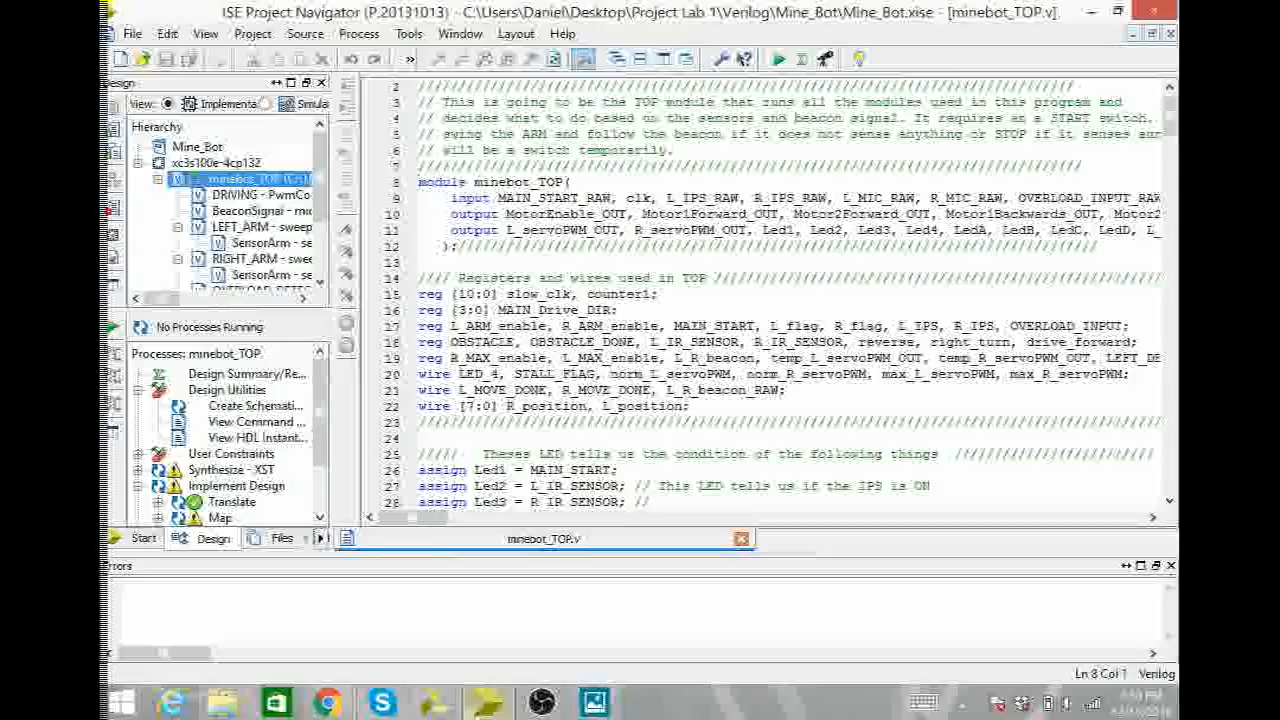 ISE Project Navigator (P.20131013) - C:\Users\Daniel\Desktop\Project Lab 1\Verilog\Mine_Bot\Mine_Bot.xise - [minebot_TOP.v]
File Edit View Project Source Process Tools Window Layout Help
Design
View: Implementa Simula
Hierarchy
Mine_Bot
xc3s100e-4cp132
minebot_TOP
DRIVING - PwmCo
BeaconSignal - mic
LEFT_ARM - sweep
SensorArm - se
RIGHT_ARM - swee
SensorArm - se
No Processes Running
Processes: minebot_TOP
Design Summary/Re...
Design Utilities
Create Schemati...
View Command ...
View HDL Instant...
User Constraints
Synthesize - XST
Implement Design
Translate
Map
Start Design Files
2 ////////////////////////////////////////////////////////////////////////////////
3 // This is going to be the TOP module that runs all the modules used in this program and
4 // decides what to do based on the sensors and beacon signal. It requires an START switch.
5 // swing the ARM and follow the beacon if it does not sense anything or STOP if it senses
6 // will be a switch temporarily.
7 ////////////////////////////////////////////////////////////////////////////////
8 module minebot_TOP(
9 input MAIN_START_RAW, clk, L_IPS_RAW, R_IPS_RAW, L_MIC_RAW, R_MIC_RAW, OVERLOAD_INPUT_RAW
10 output MotorEnable_OUT, Motor1Forward_OUT, Motor2Forward_OUT, Motor1Backwards_OUT, Motor2
11 output L_servoPWM_OUT, R_servoPWM_OUT, Led1, Led2, Led3, Led4, LedA, LedB, LedC, LedD, L_
12 );//////////////////////////////////////////////////////////////////////////////
13
14 //// Registers and wires used in TOP ////////////////////////////////////////////////////////
15 reg [10:0] slow_clk, counter1;
16 reg [3:0] MAIN_Drive_DIR;
17 reg L_ARM_enable, R_ARM_enable, MAIN_START, L_flag, R_flag, L_IPS, R_IPS, OVERLOAD_INPUT;
18 reg OBSTACLE, OBSTACLE_DONE, L_IR_SENSOR, R_IR_SENSOR, reverse, right_turn, drive_forward;
19 reg R_MAX_enable, L_MAX_enable, L_R_beacon, temp_L_servoPWM_OUT, temp_R_servoPWM_OUT, LEFT_DE
20 wire LED_4, STALL_FLAG, norm_L_servoPWM, norm_R_servoPWM, max_L_servoPWM, max_R_servoPWM;
21 wire L_MOVE_DONE, R_MOVE_DONE, L_R_beacon_RAW;
22 wire [7:0] R_position, L_position;
23 ////////////////////////////////////////////////////////////////////////////////////////////
24
25 ///// Theses LED tells us the condition of the following things /////////////////////////
26 assign Led1 = MAIN_START;
27 assign Led2 = L_IR_SENSOR; // This LED tells us if the IPS is ON
28 assign Led3 = R_IR_SENSOR; //
minebot_TOP.v
Errors
Ln 8 Col 1 Verilog